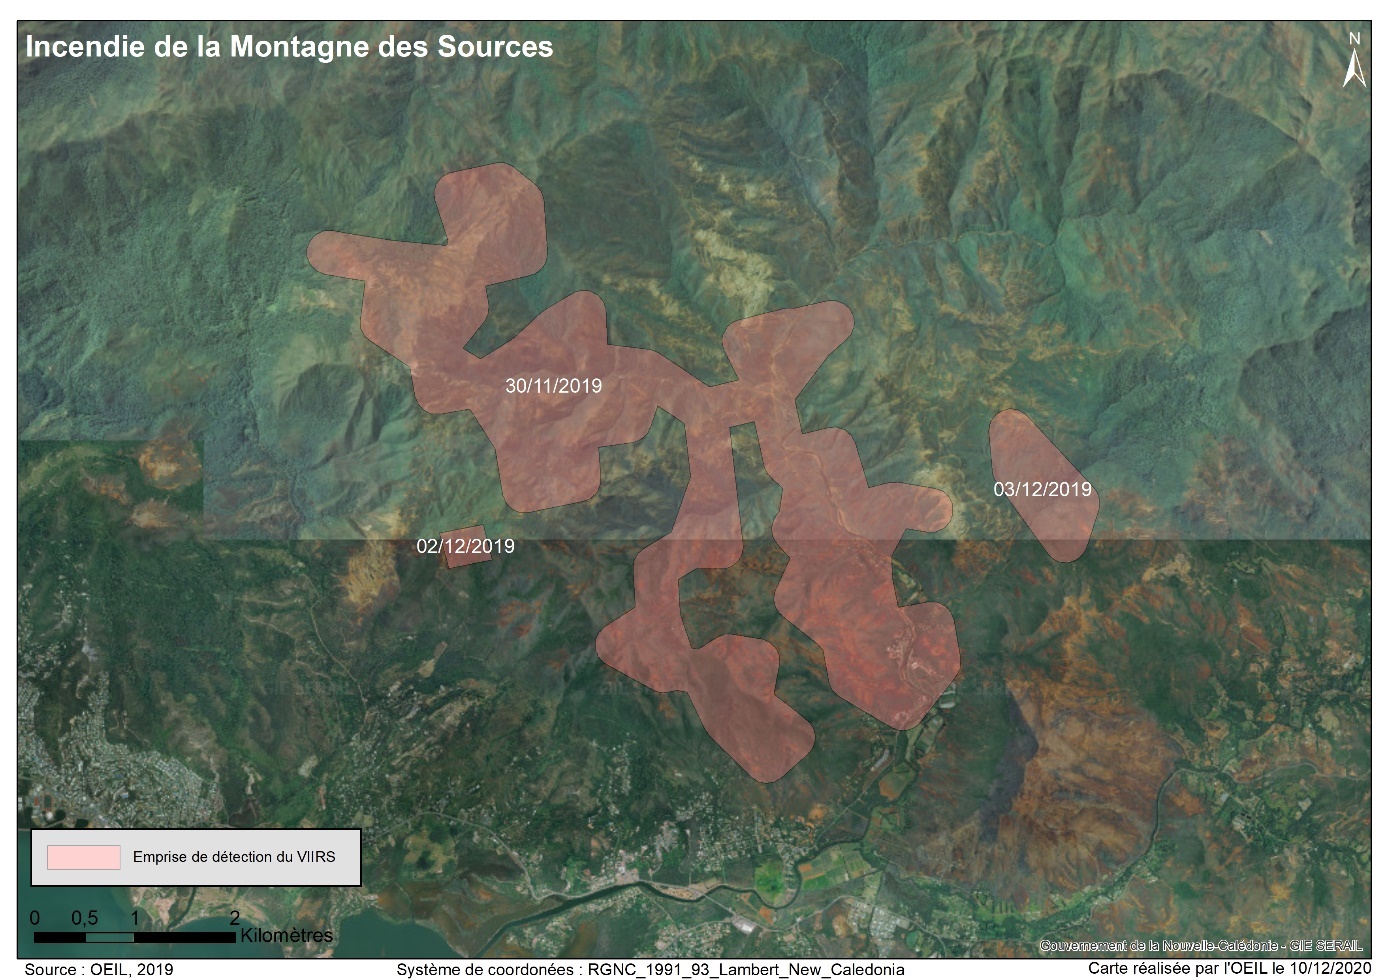 Incendie de la Montagne des Sources
N
30/11/2019
03/12/2019
02/12/2019
Emprise de détection du VIIRS
0 0,5 1 2
Kilomètres
Gouvernement de la Nouvelle-Calédonie - GIE SERAIL
Source : OEIL, 2019
Système de coordonées : RGNC_1991_93_Lambert_New_Caledonia
Carte réalisée par l'OEIL le 10/12/2020